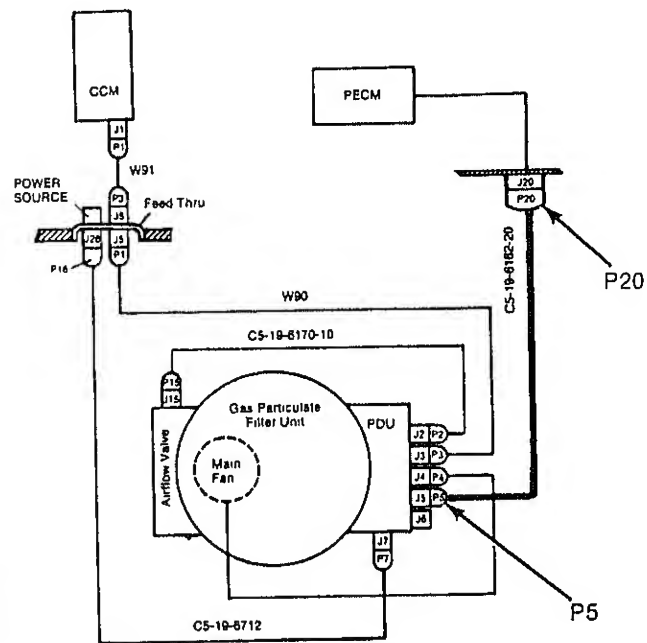 CCM
PECM
J1
P1
W91
POWER
SOURCE
P3
J5
Feed Thru
J28
J5
P16
P1
J20
P20
C5-19-6162-20
P20
W90
C5-19-6170-10
P15
J15
Gas Particulate
Filter Unit
PDU
Airflow Valve
Main
Fan
J2 P2
J3 P3
J4 P4
J5 P5
J6
J7
P7
P5
C5-19-6712